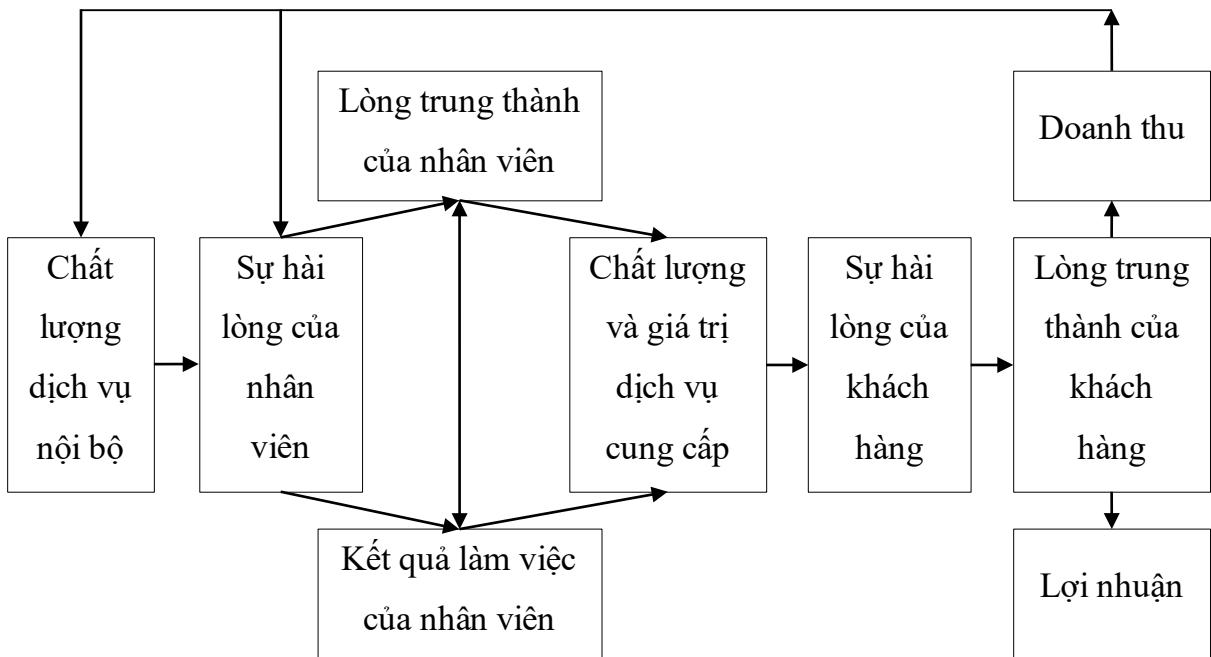 Lòng trung thành
của nhân viên
Doanh thu
Chất
lượng
dịch vụ
nội bộ
Sự hài
lòng của
nhân
viên
Chất lượng
và giá trị
dịch vụ
cung cấp
Sự hài
lòng của
khách
hàng
Lòng trung
thành của
khách
hàng
Kết quả làm việc
của nhân viên
Lợi nhuận